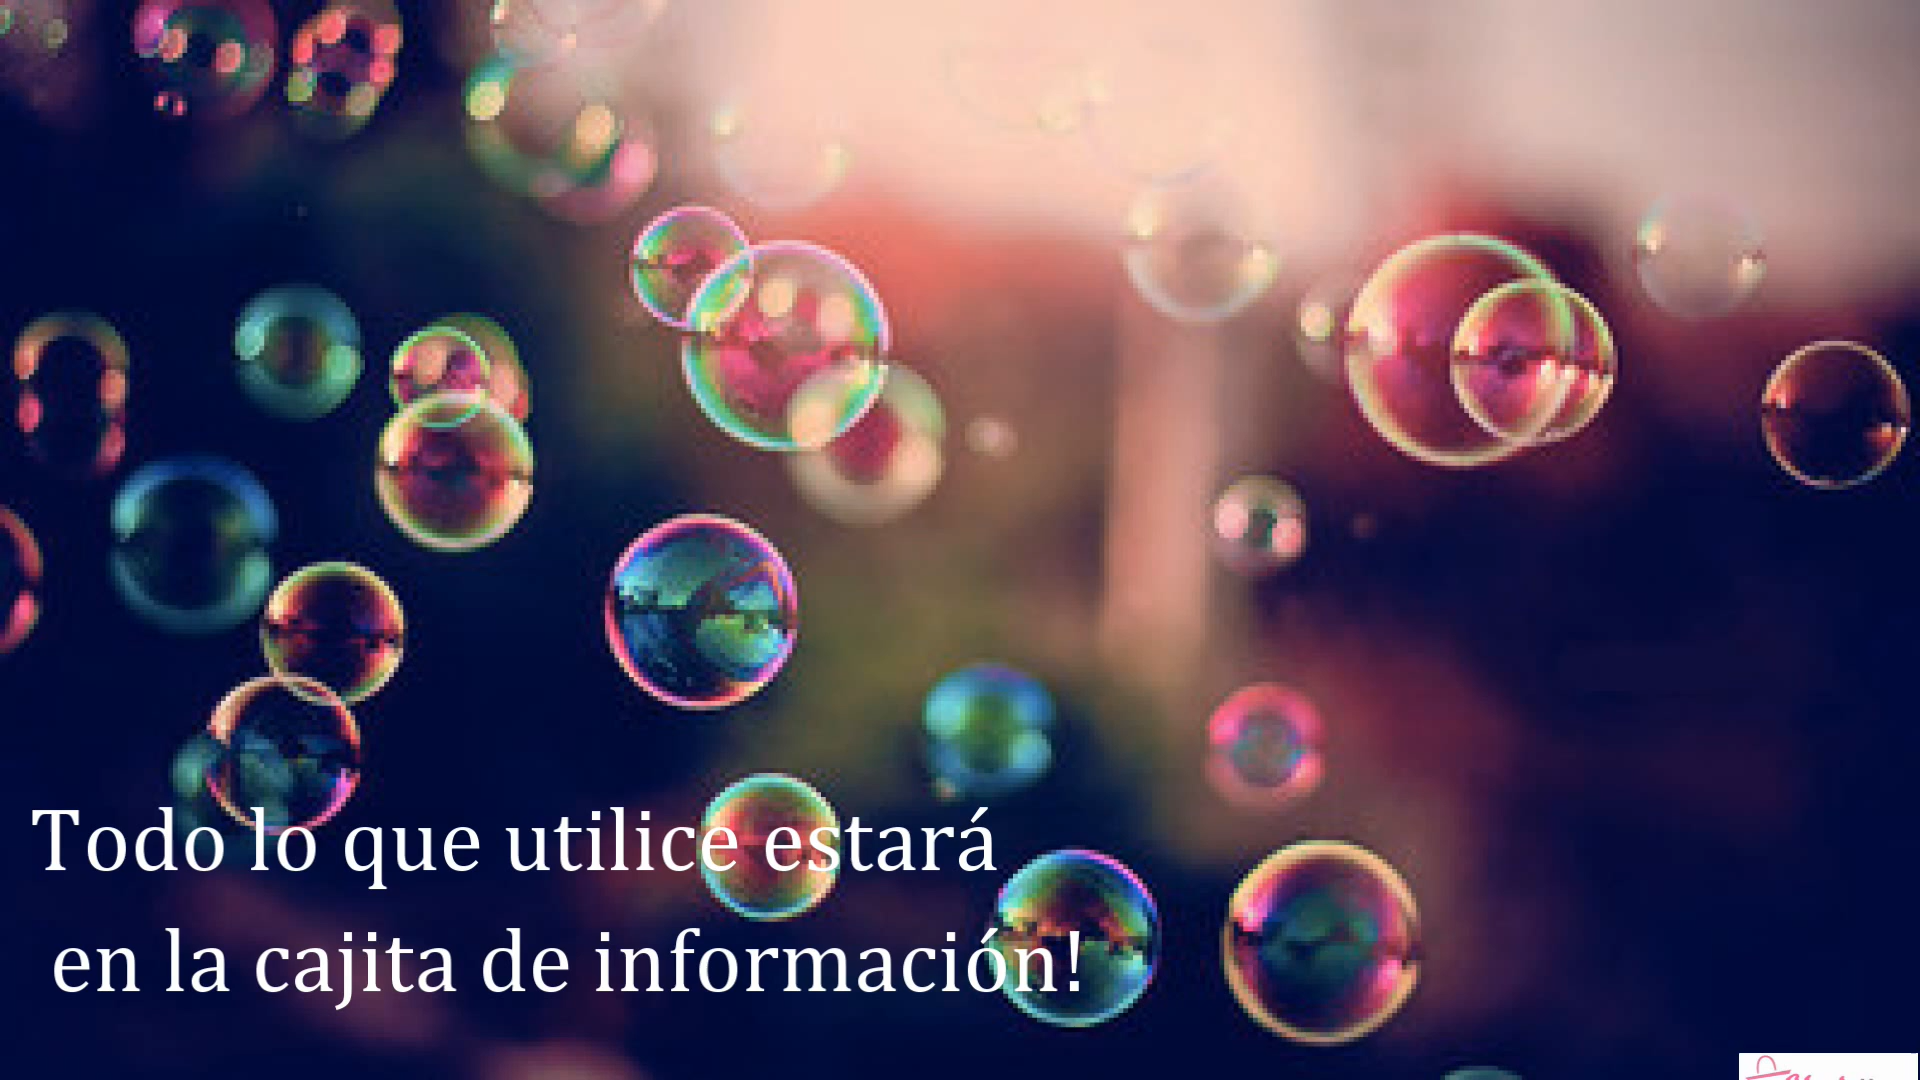 Todo lo que utilice estará
en la cajita de información!